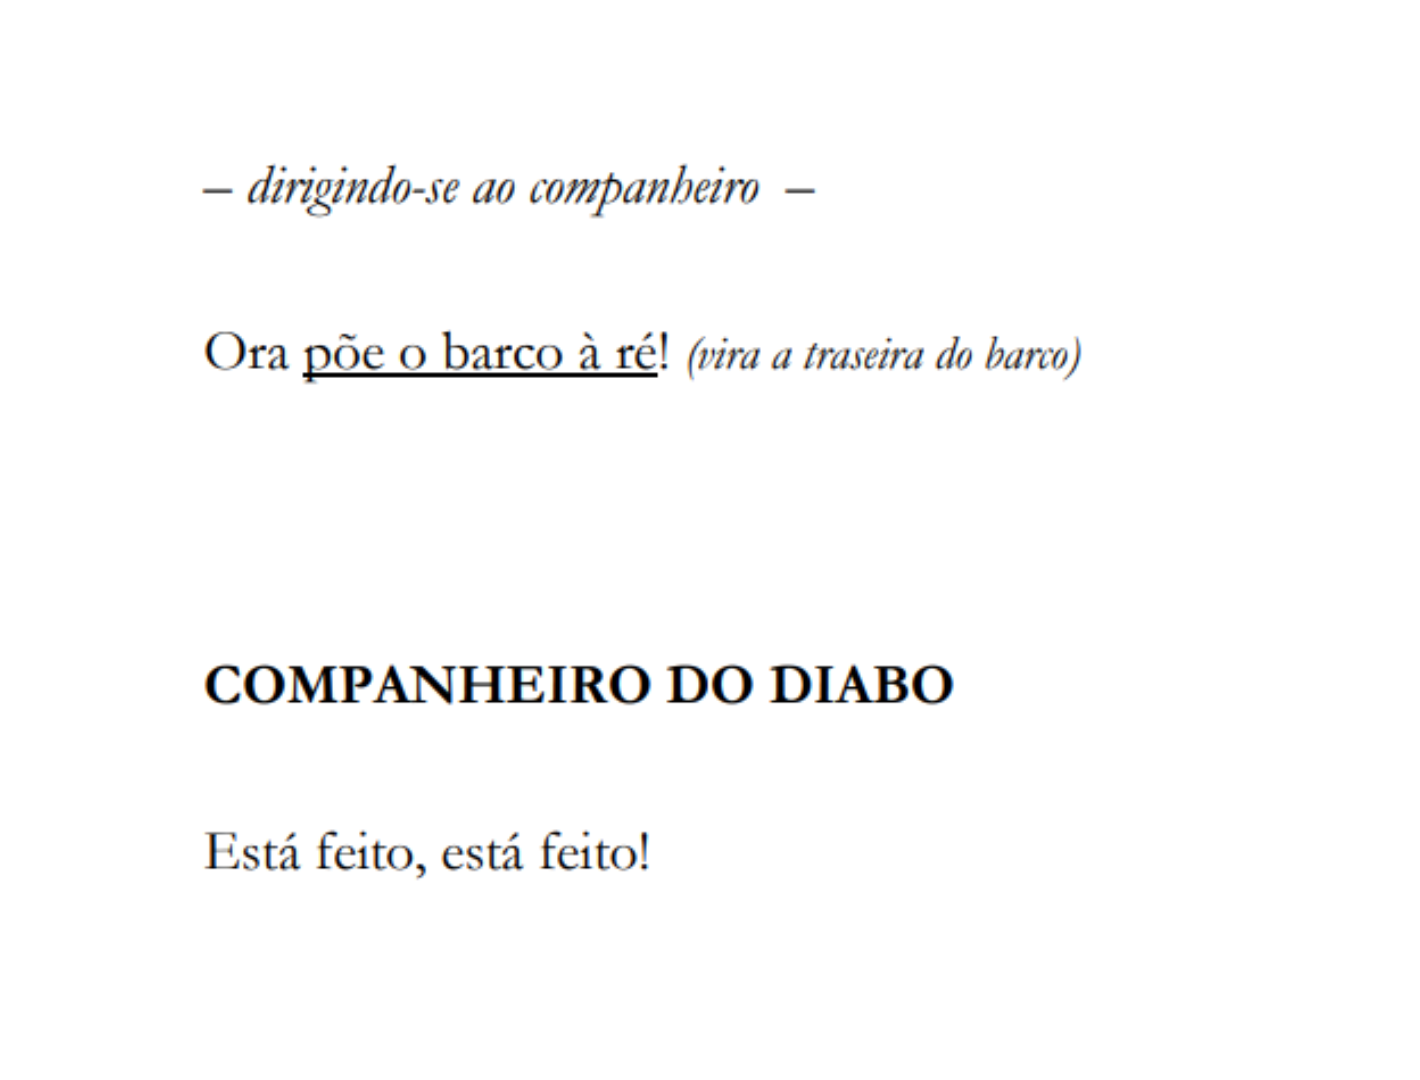 – dirigindo-se ao companheiro –
Ora põe o barco à ré! (vira a traseira do barco)
COMPANHEIRO DO DIABO
Está feito, está feito!